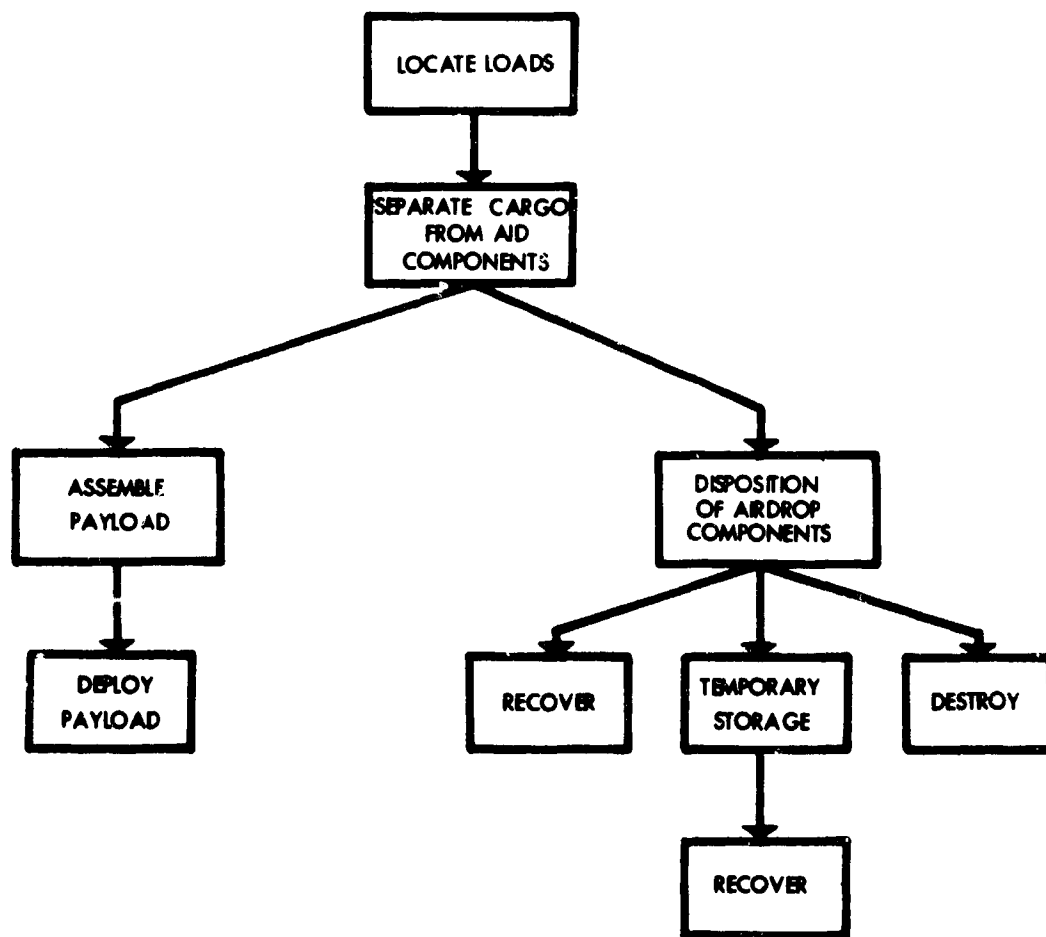 LOCATE LOADS
SEPARATE CARGO
FROM AID
COMPONENTS
ASSEMBLE
PAYLOAD
DISPOSITION
OF AIRDROP
COMPONENTS
DEPLOY
PAYLOAD
RECOVER
TEMPORARY
STORAGE
DESTROY
RECOVER